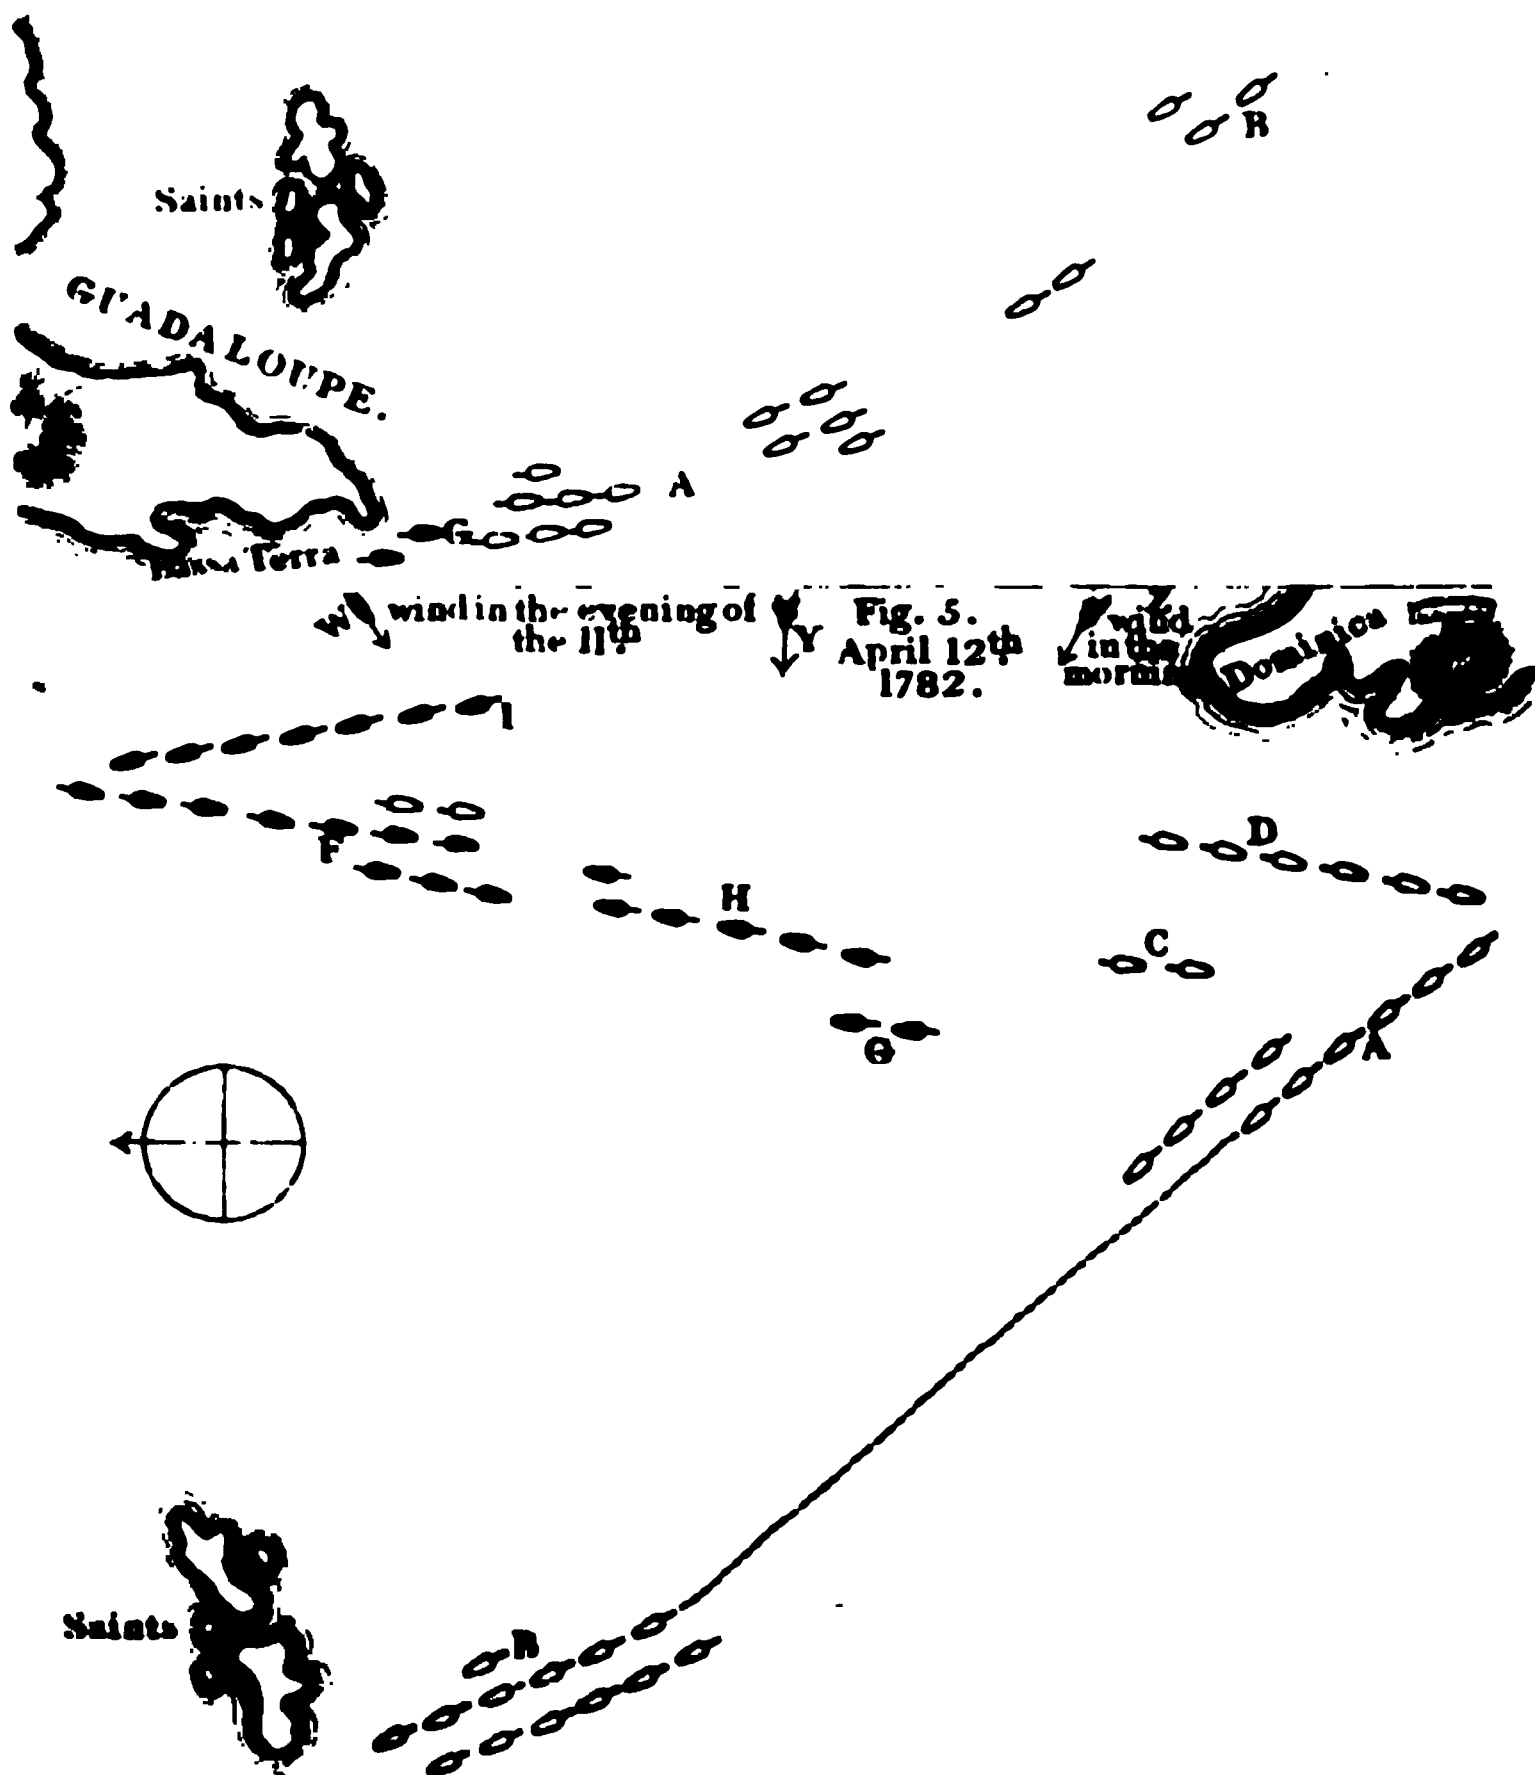 B
Saints
GUADALOUPE.
A
G
Terra
W
wind in the evening of
the 11th.
Y
Fig. 5.
April 12th.
1782.
wind
in the
Dominica
I
F
H
D
C
G
A
Saints
B